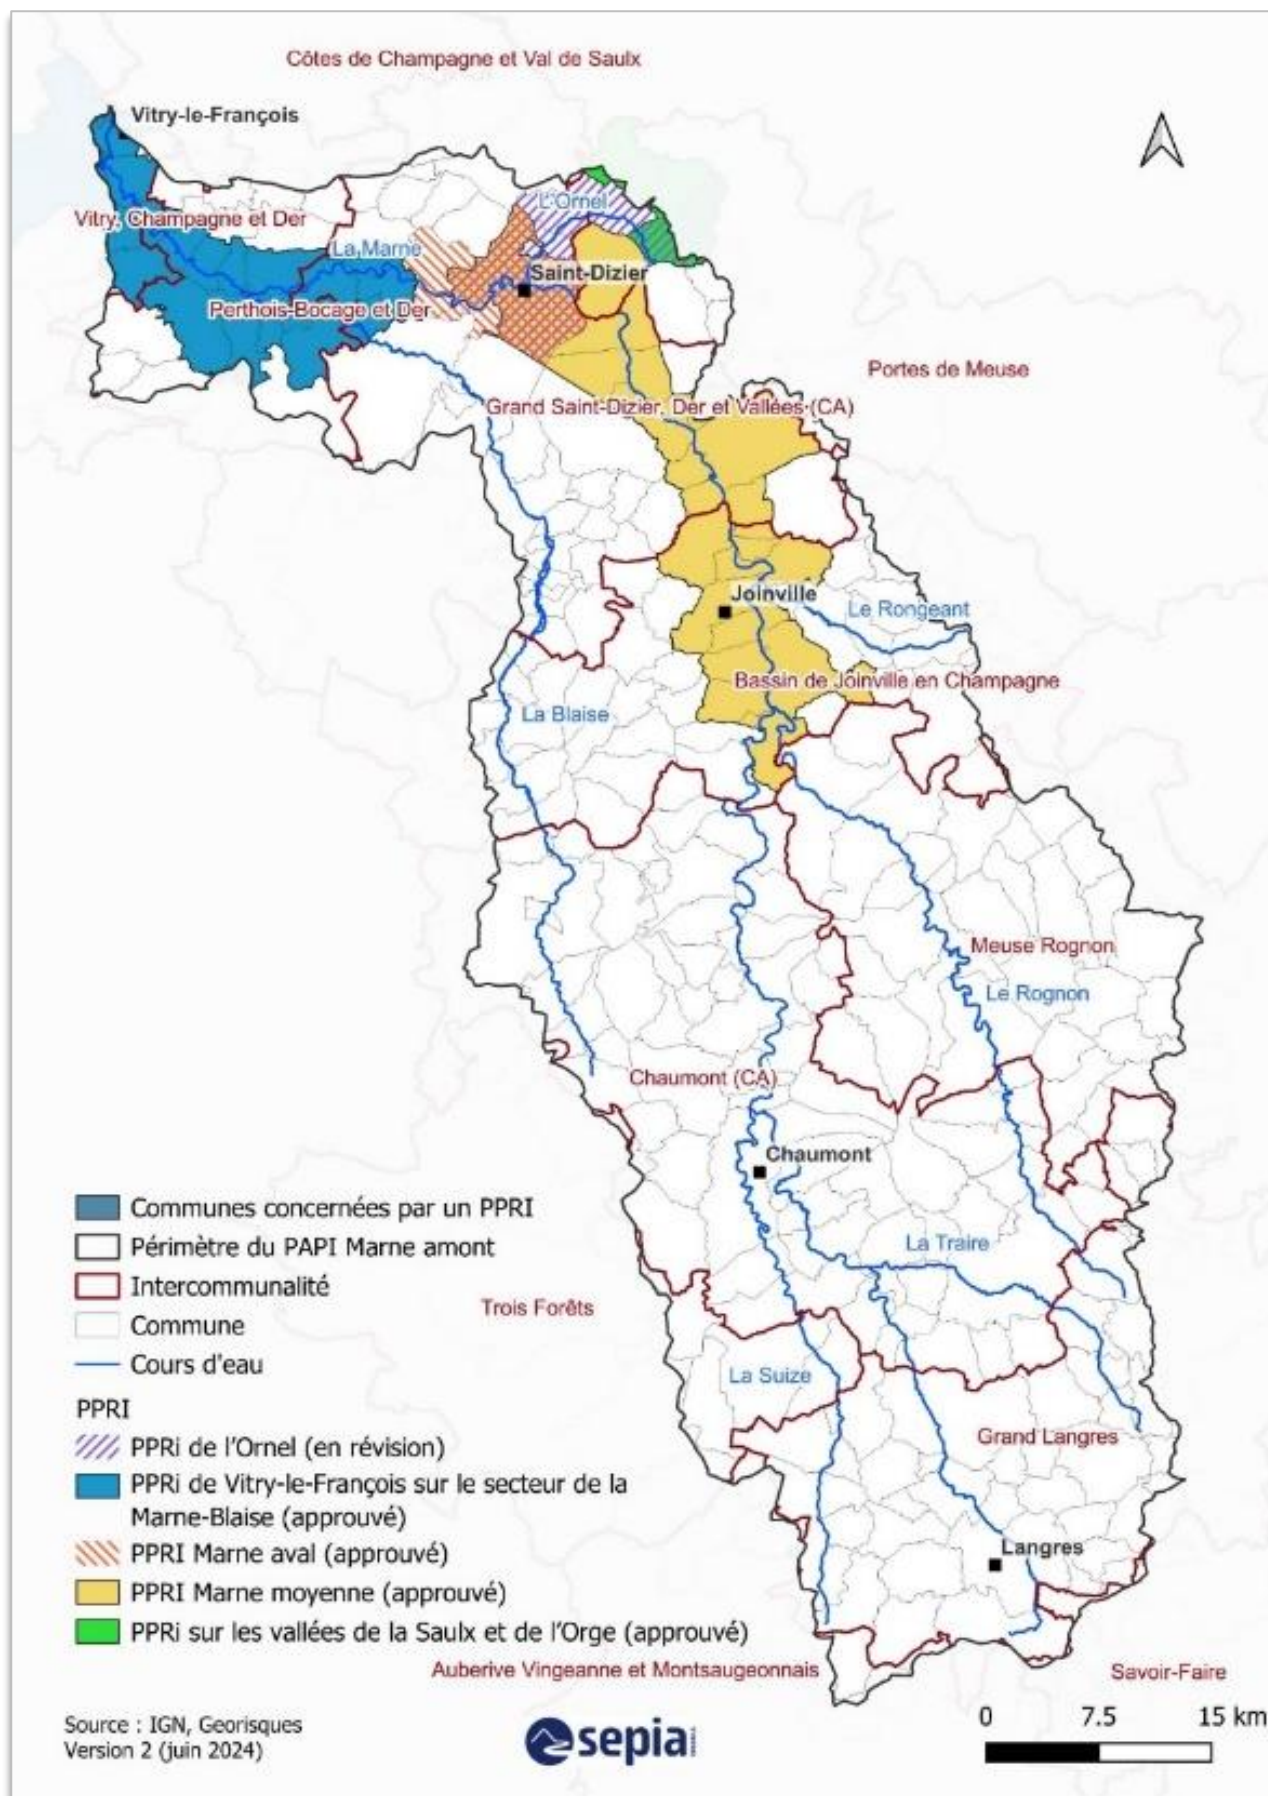 Côtes de Champagne et Val de Saulx
Vitry-le-François
L'Ornel
Vitry, Champagne et Der
La Marne
Saint-Dizier
Perthois-Bocage et Der
Portes de Meuse
Grand Saint-Dizier, Der et Vallées (CA)
Joinville
Le Rongeant
Bassin de Joinville en Champagne
La Blaise
Meuse Rognon
Le Rognon
Chaumont (CA)
Chaumont
La Traire
Trois Forêts
La Suize
Grand Langres
Langres
Communes concernées par un PPRI
Périmètre du PAPI Marne amont
Intercommunalité
Commune
Cours d'eau
PPRI
PPRi de l'Ornel (en révision)
PPRi de Vitry-le-François sur le secteur de la
Marne-Blaise (approuvé)
PPRI Marne aval (approuvé)
PPRI Marne moyenne (approuvé)
PPRi sur les vallées de la Saulx et de l'Orge (approuvé)
Auberive Vingeanne et Montsaugeonnais
Savoir-Faire
Source : IGN, Georisques
Version 2 (juin 2024)
sepia
0 7.5 15 km